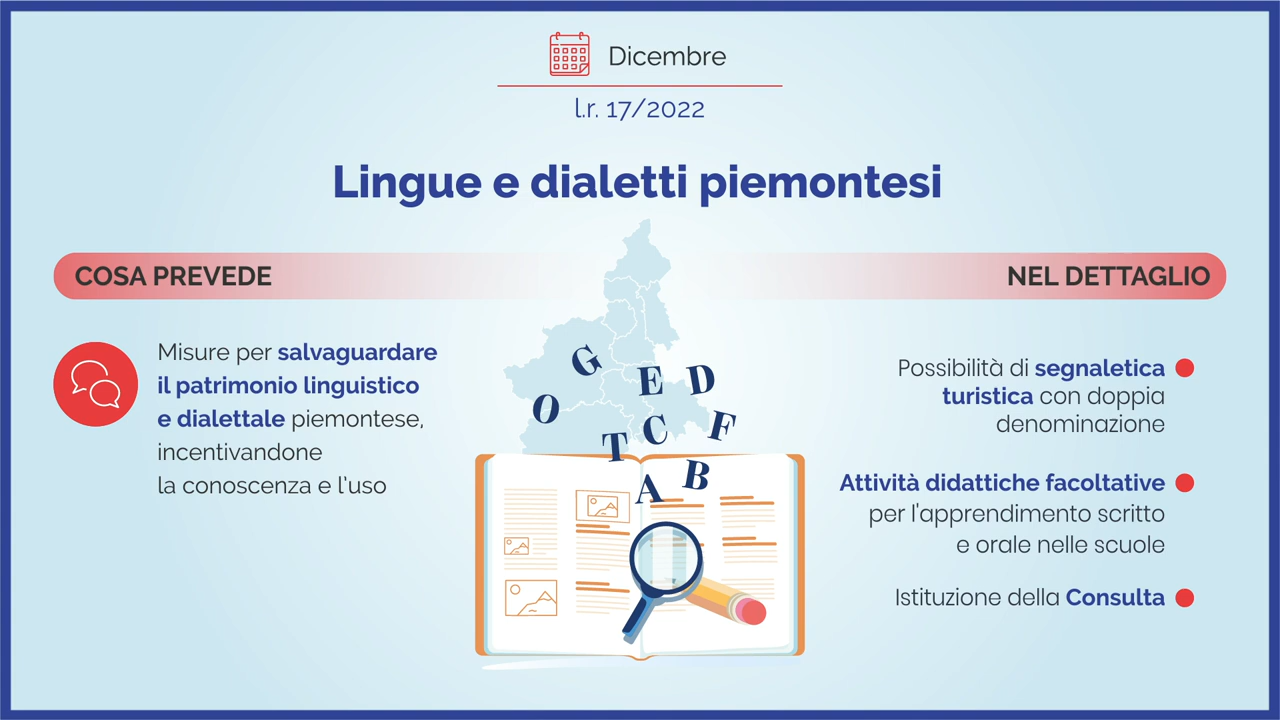 Dicembre
l.r. 17/2022
Lingue e dialetti piemontesi
COSA PREVEDE
Misure per salvaguardare
il patrimonio linguistico
e dialettale piemontese,
incentivandone
la conoscenza e l'uso
NEL DETTAGLIO
Possibilità di segnaletica
turistica con doppia
denominazione
Attività didattiche facoltative
per l'apprendimento scritto
e orale nelle scuole
Istituzione della Consulta
G
E D
O
C F
T
A B